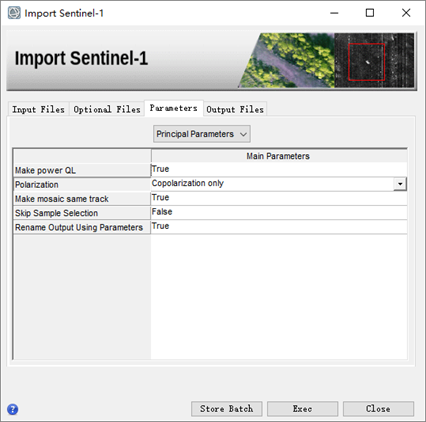 Import Sentinel-1
Import Sentinel-1
Input Files Optional Files Parameters Output Files
Principal Parameters
Main Parameters
Make power QL True
Polarization Copolarization only
Make mosaic same track True
Skip Sample Selection False
Rename Output Using Parameters True
? Store Batch Exec Close